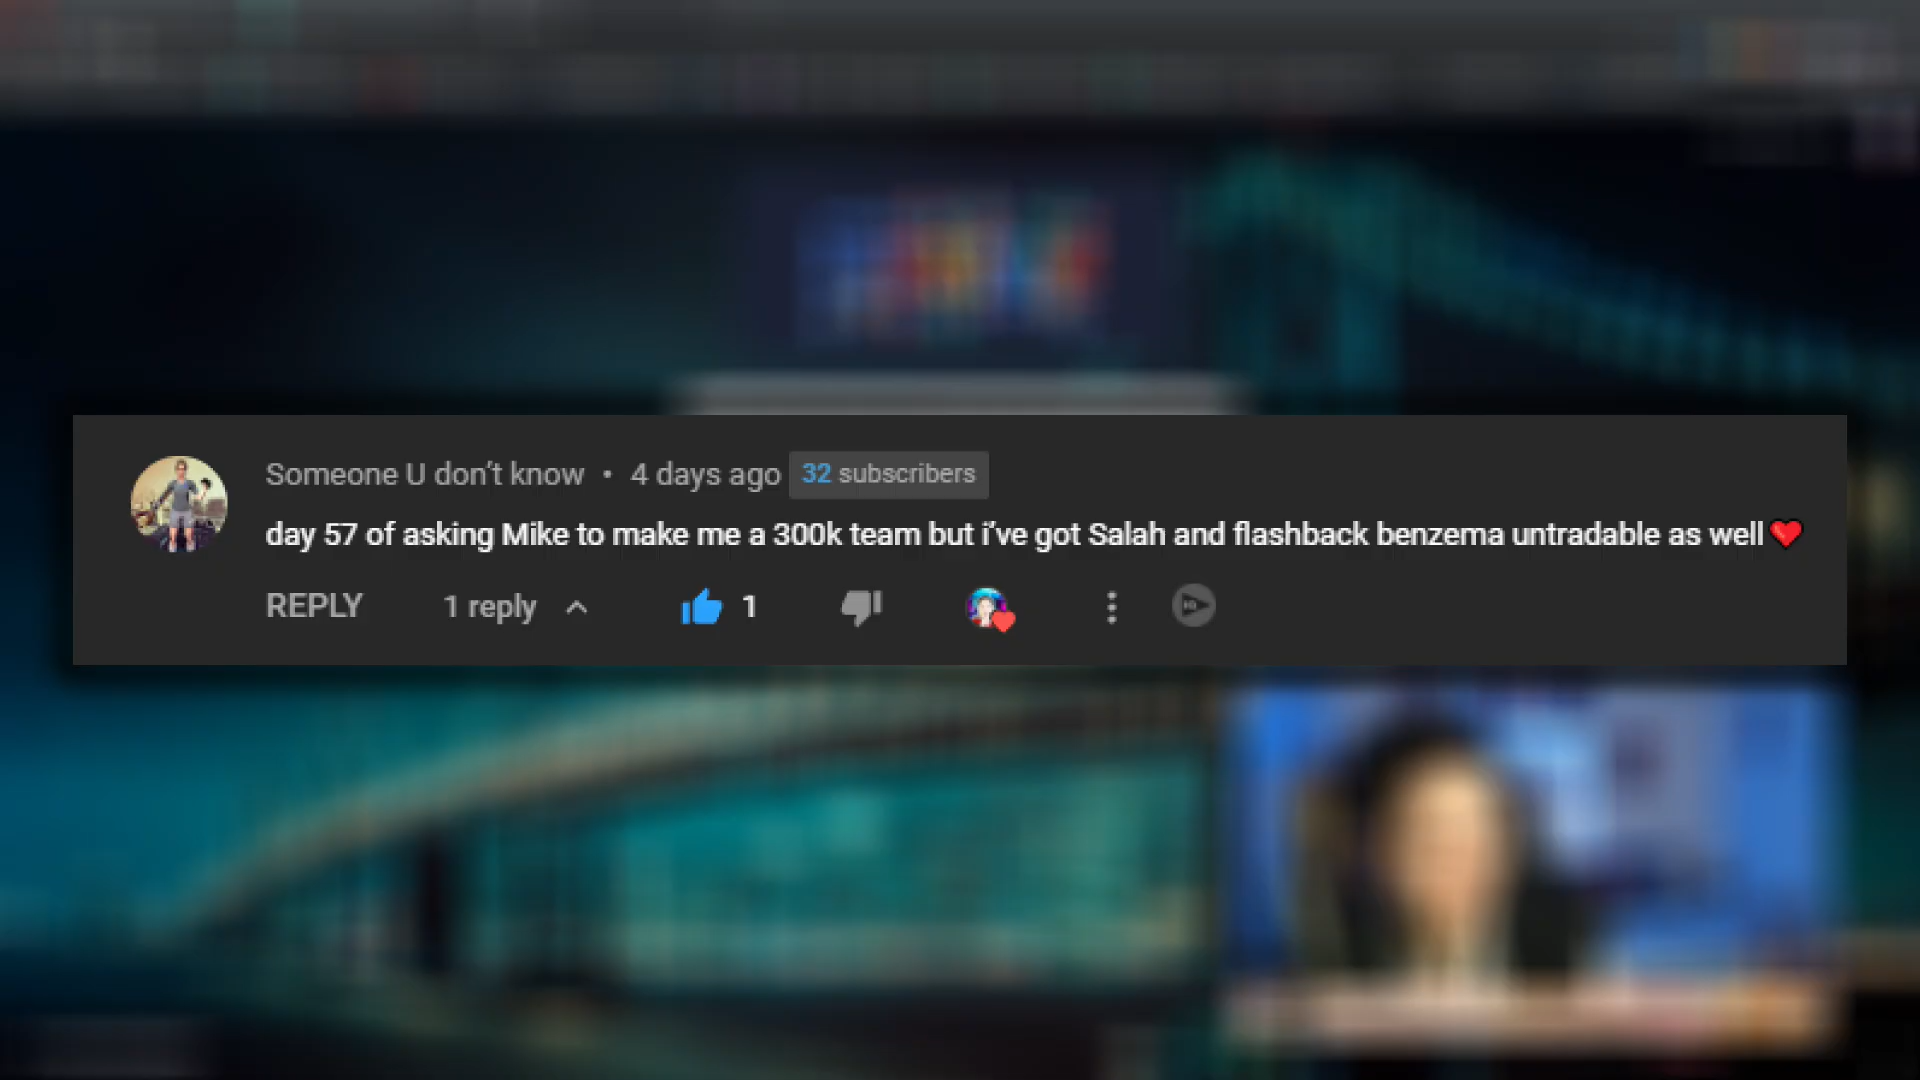 Someone U don't know • 4 days ago 32 subscribers
day 57 of asking Mike to make me a 300k team but i've got Salah and flashback benzema untradable as well❤️
REPLY 1 reply 1